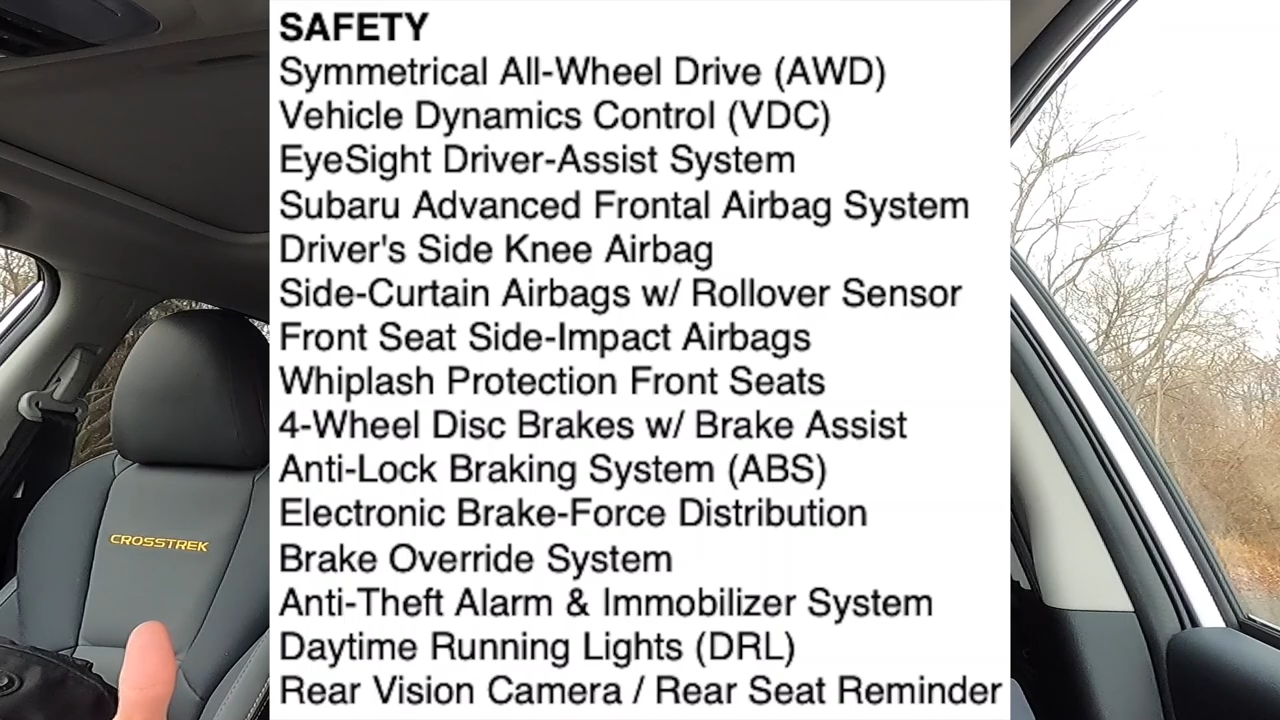 SAFETY
Symmetrical All-Wheel Drive (AWD)
Vehicle Dynamics Control (VDC)
EyeSight Driver-Assist System
Subaru Advanced Frontal Airbag System
Driver's Side Knee Airbag
Side-Curtain Airbags w/ Rollover Sensor
Front Seat Side-Impact Airbags
Whiplash Protection Front Seats
4-Wheel Disc Brakes w/ Brake Assist
Anti-Lock Braking System (ABS)
Electronic Brake-Force Distribution
Brake Override System
Anti-Theft Alarm & Immobilizer System
Daytime Running Lights (DRL)
Rear Vision Camera / Rear Seat Reminder
CROSSTREK